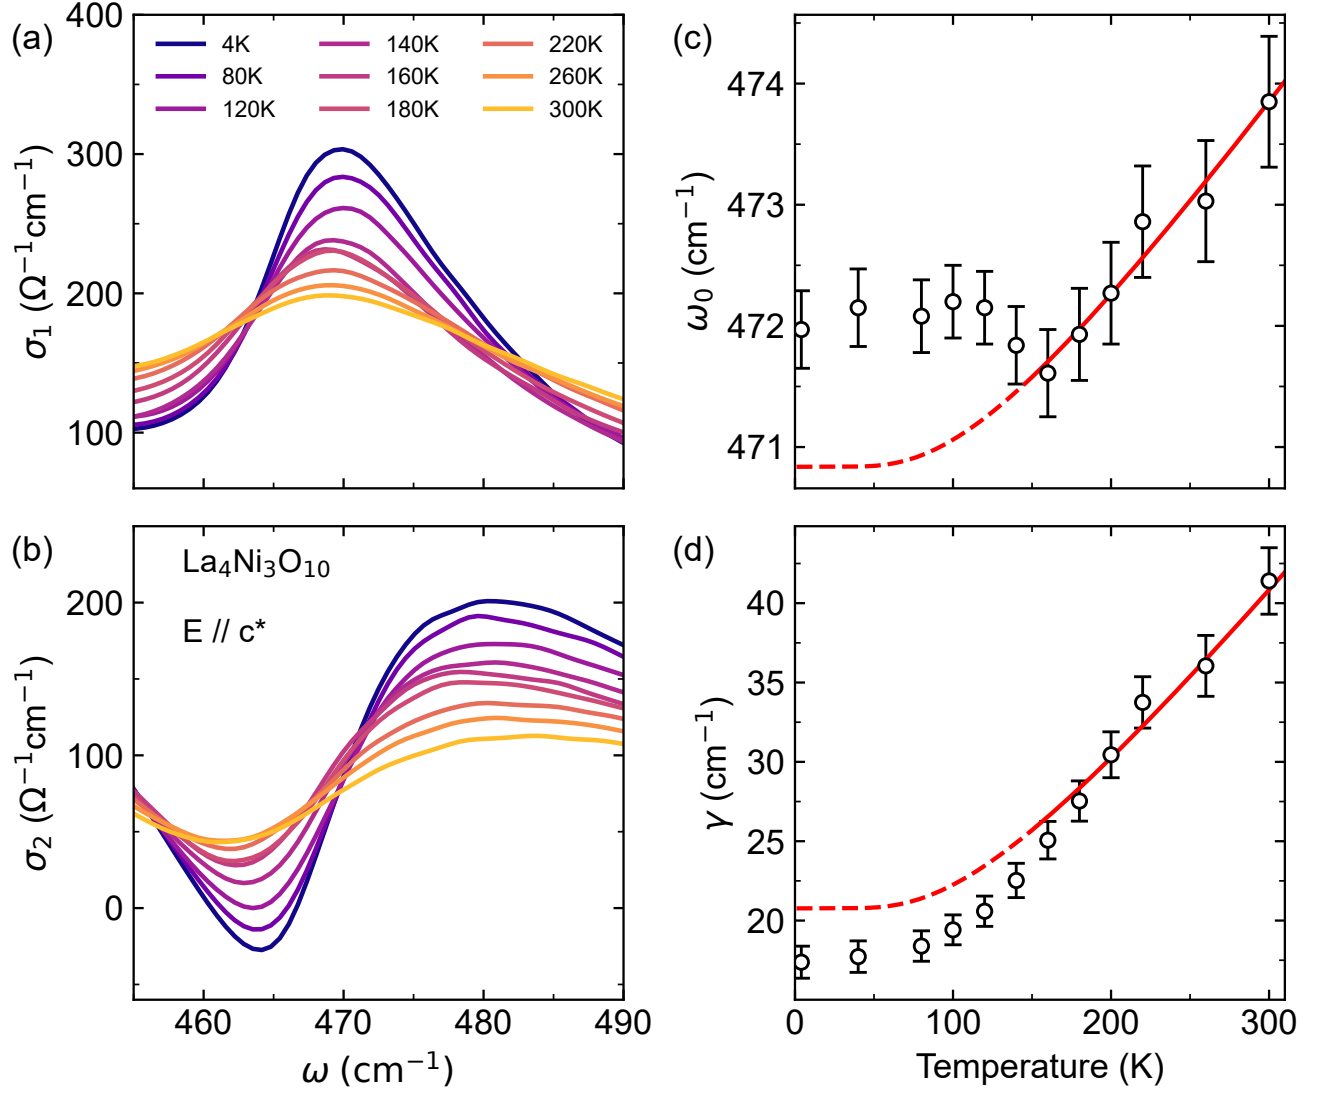 (a)
400
300
200
100
σ₁ (Ω⁻¹cm⁻¹)
4K
80K
120K
140K
160K
180K
220K
260K
300K
(b)
200
100
0
σ₂ (Ω⁻¹cm⁻¹)
La₄Ni₃O₁₀
E // c*
460 470 480 490
ω (cm⁻¹)
(c)
474
473
472
471
ω₀ (cm⁻¹)
(d)
40
35
30
25
20
γ (cm⁻¹)
0 100 200 300
Temperature (K)